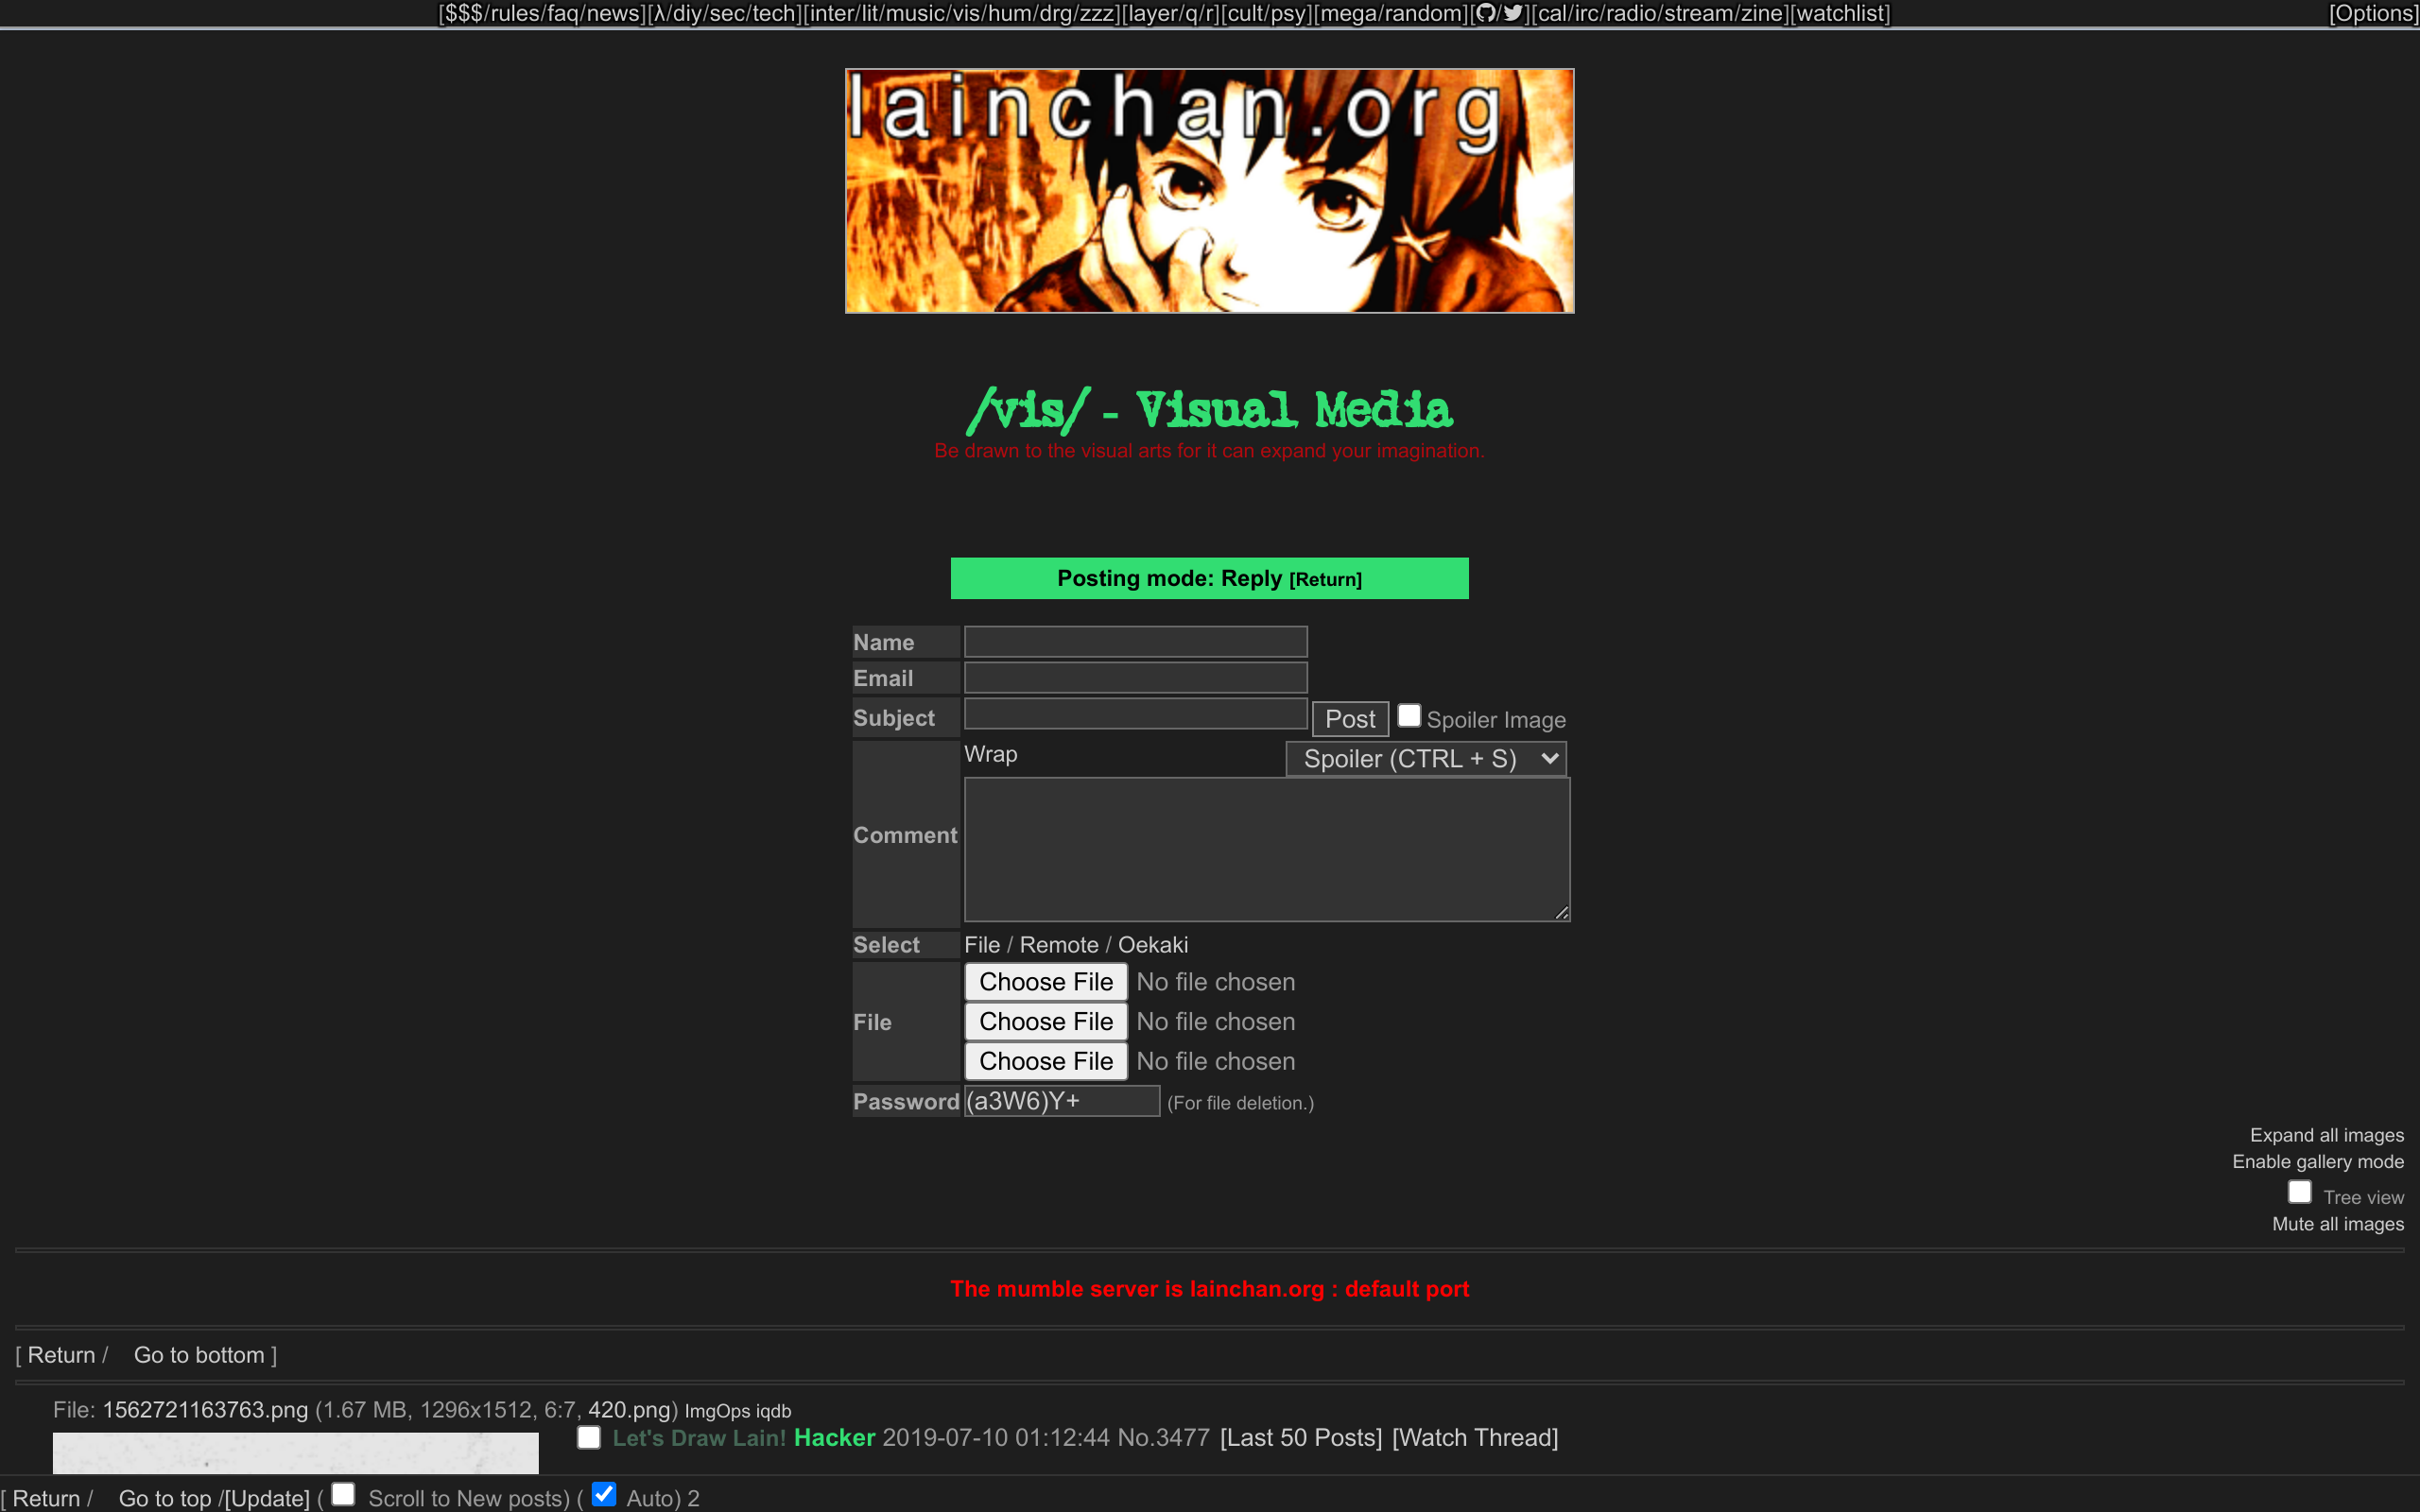 [$$$/rules/faq/news][λ/diy/sec/tech][inter/lit/music/vis/hum/drg/zzz][layer/q/r][cult/psy][mega/random][/][cal/irc/radio/stream/zine][watchlist] [Options]
lainchan.org
/vis/ - Visual Media
Be drawn to the visual arts for it can expand your imagination.
Posting mode: Reply [Return]
Name
Email
Subject Post Spoiler Image
Wrap Spoiler (CTRL + S)
Comment
Select File / Remote / Oekaki
Choose File No file chosen
File Choose File No file chosen
Choose File No file chosen
Password (a3W6)Y+ (For file deletion.)
Expand all images
Enable gallery mode
Tree view
Mute all images
The mumble server is lainchan.org : default port
[ Return / Go to bottom ]
File: 1562721163763.png (1.67 MB, 1296x1512, 6:7, 420.png) ImgOps iqdb
Let's Draw Lain! Hacker 2019-07-10 01:12:44 No.3477 [Last 50 Posts] [Watch Thread]
[ Return / Go to top /[Update] ( Scroll to New posts) ( Auto) 2